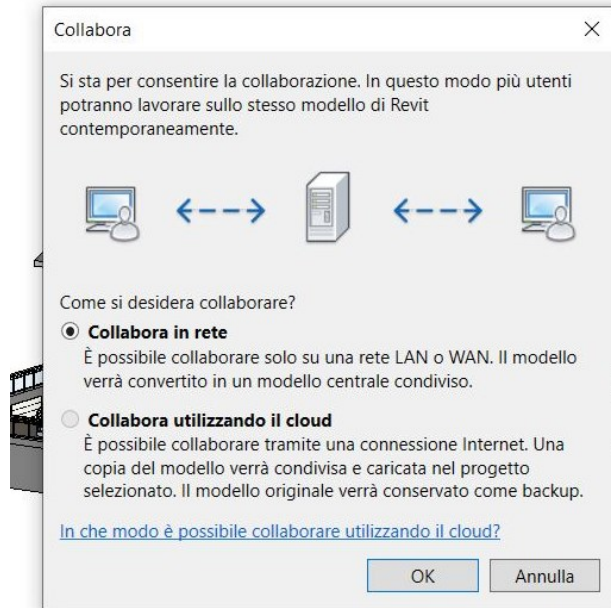 Collabora
Si sta per consentire la collaborazione. In questo modo più utenti
potranno lavorare sullo stesso modello di Revit
contemporaneamente.
Come si desidera collaborare?
Collabora in rete
È possibile collaborare solo su una rete LAN o WAN. Il modello
verrà convertito in un modello centrale condiviso.
Collabora utilizzando il cloud
È possibile collaborare tramite una connessione Internet. Una
copia del modello verrà condivisa e caricata nel progetto
selezionato. Il modello originale verrà conservato come backup.
In che modo è possibile collaborare utilizzando il cloud?
OK Annulla